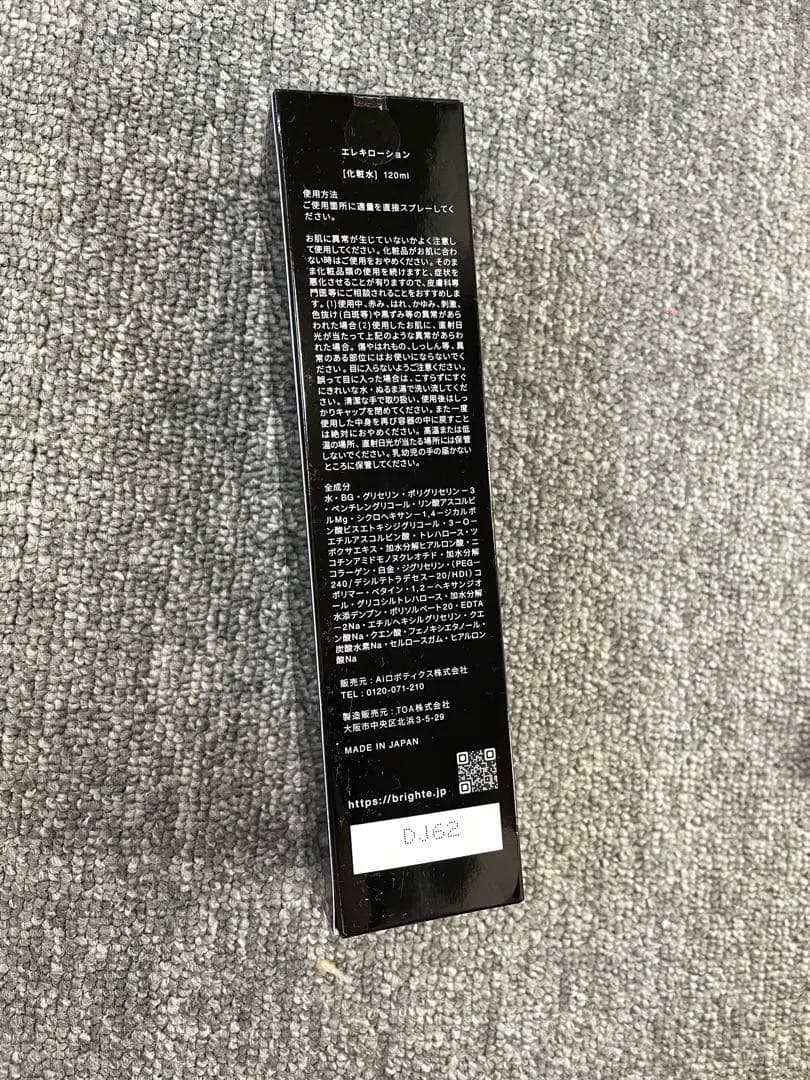 エレキローション
[化粧水] 120ml
使用方法
ご使用箇所に適量を直接スプレーしてく
ださい。
お肌に異常が生じていないかよく注意し
て使用してください。化粧品がお肌に合わ
ない時はご使用をおやめください。そのま
ま化粧品類の使用を続けますと、症状を
悪化させることが有りますので、皮膚科専
門医等にご相談されることをおすすめしま
す。(1)使用中、赤み、はれ、かゆみ、刺激、
色抜け(白斑等)や黒ずみ等の異常があら
われた場合(2)使用したお肌に、直射日
光が当たって上記のような異常があらわ
れた場合。傷やはれもの、しっしん等、異
常のある部位にはお使いにならないでく
ださい。目に入らないようご注意ください。
誤って目に入った場合は、こすらずにすぐ
にきれいな水・ぬるま湯で洗い流してくだ
さい。清潔な手で取り扱い、使用後はしっ
かりキャップを閉めてください。また一度
使用した中身を再び容器の中に戻すこと
は絶対におやめください。高温または低
温の場所、直射日光が当たる場所には保管
しないでください。乳幼児の手の届かない
ところに保管してください。
全成分
水・BG・グリセリン・ポリグリセリン-3
・ペンチレングリコール・リン酸アスコルビ
ルMg・シクロヘキサン-1,4-ジカルボ
ン酸ビスエトキシジグリコール・3-O-
エチルアスコルビン酸・トレハロース・ツ
ボクサエキス・加水分解ヒアルロン酸・ニ
コチンアミドモノヌクレオチド・加水分解
コラーゲン・白金・ジグリセリン・(PEG-
240/デシルテトラデセス-20/HDI)コ
ポリマー・ベタイン・1,2-ヘキサンジオ
ール・グリコシルトレハロース・加水分解
水添デンプン・ポリソルベート20・EDTA
-2Na・エチルヘキシルグリセリン・クエ
ン酸Na・クエン酸・フェノキシエタノール・
炭酸水素Na・セルロースガム・ヒアルロン
酸Na
販売元：Aiロボティクス株式会社
TEL：0120-071-210
製造販売元：TOA株式会社
大阪市中央区北浜3-5-29
MADE IN JAPAN
https://brighte.jp
DJ62